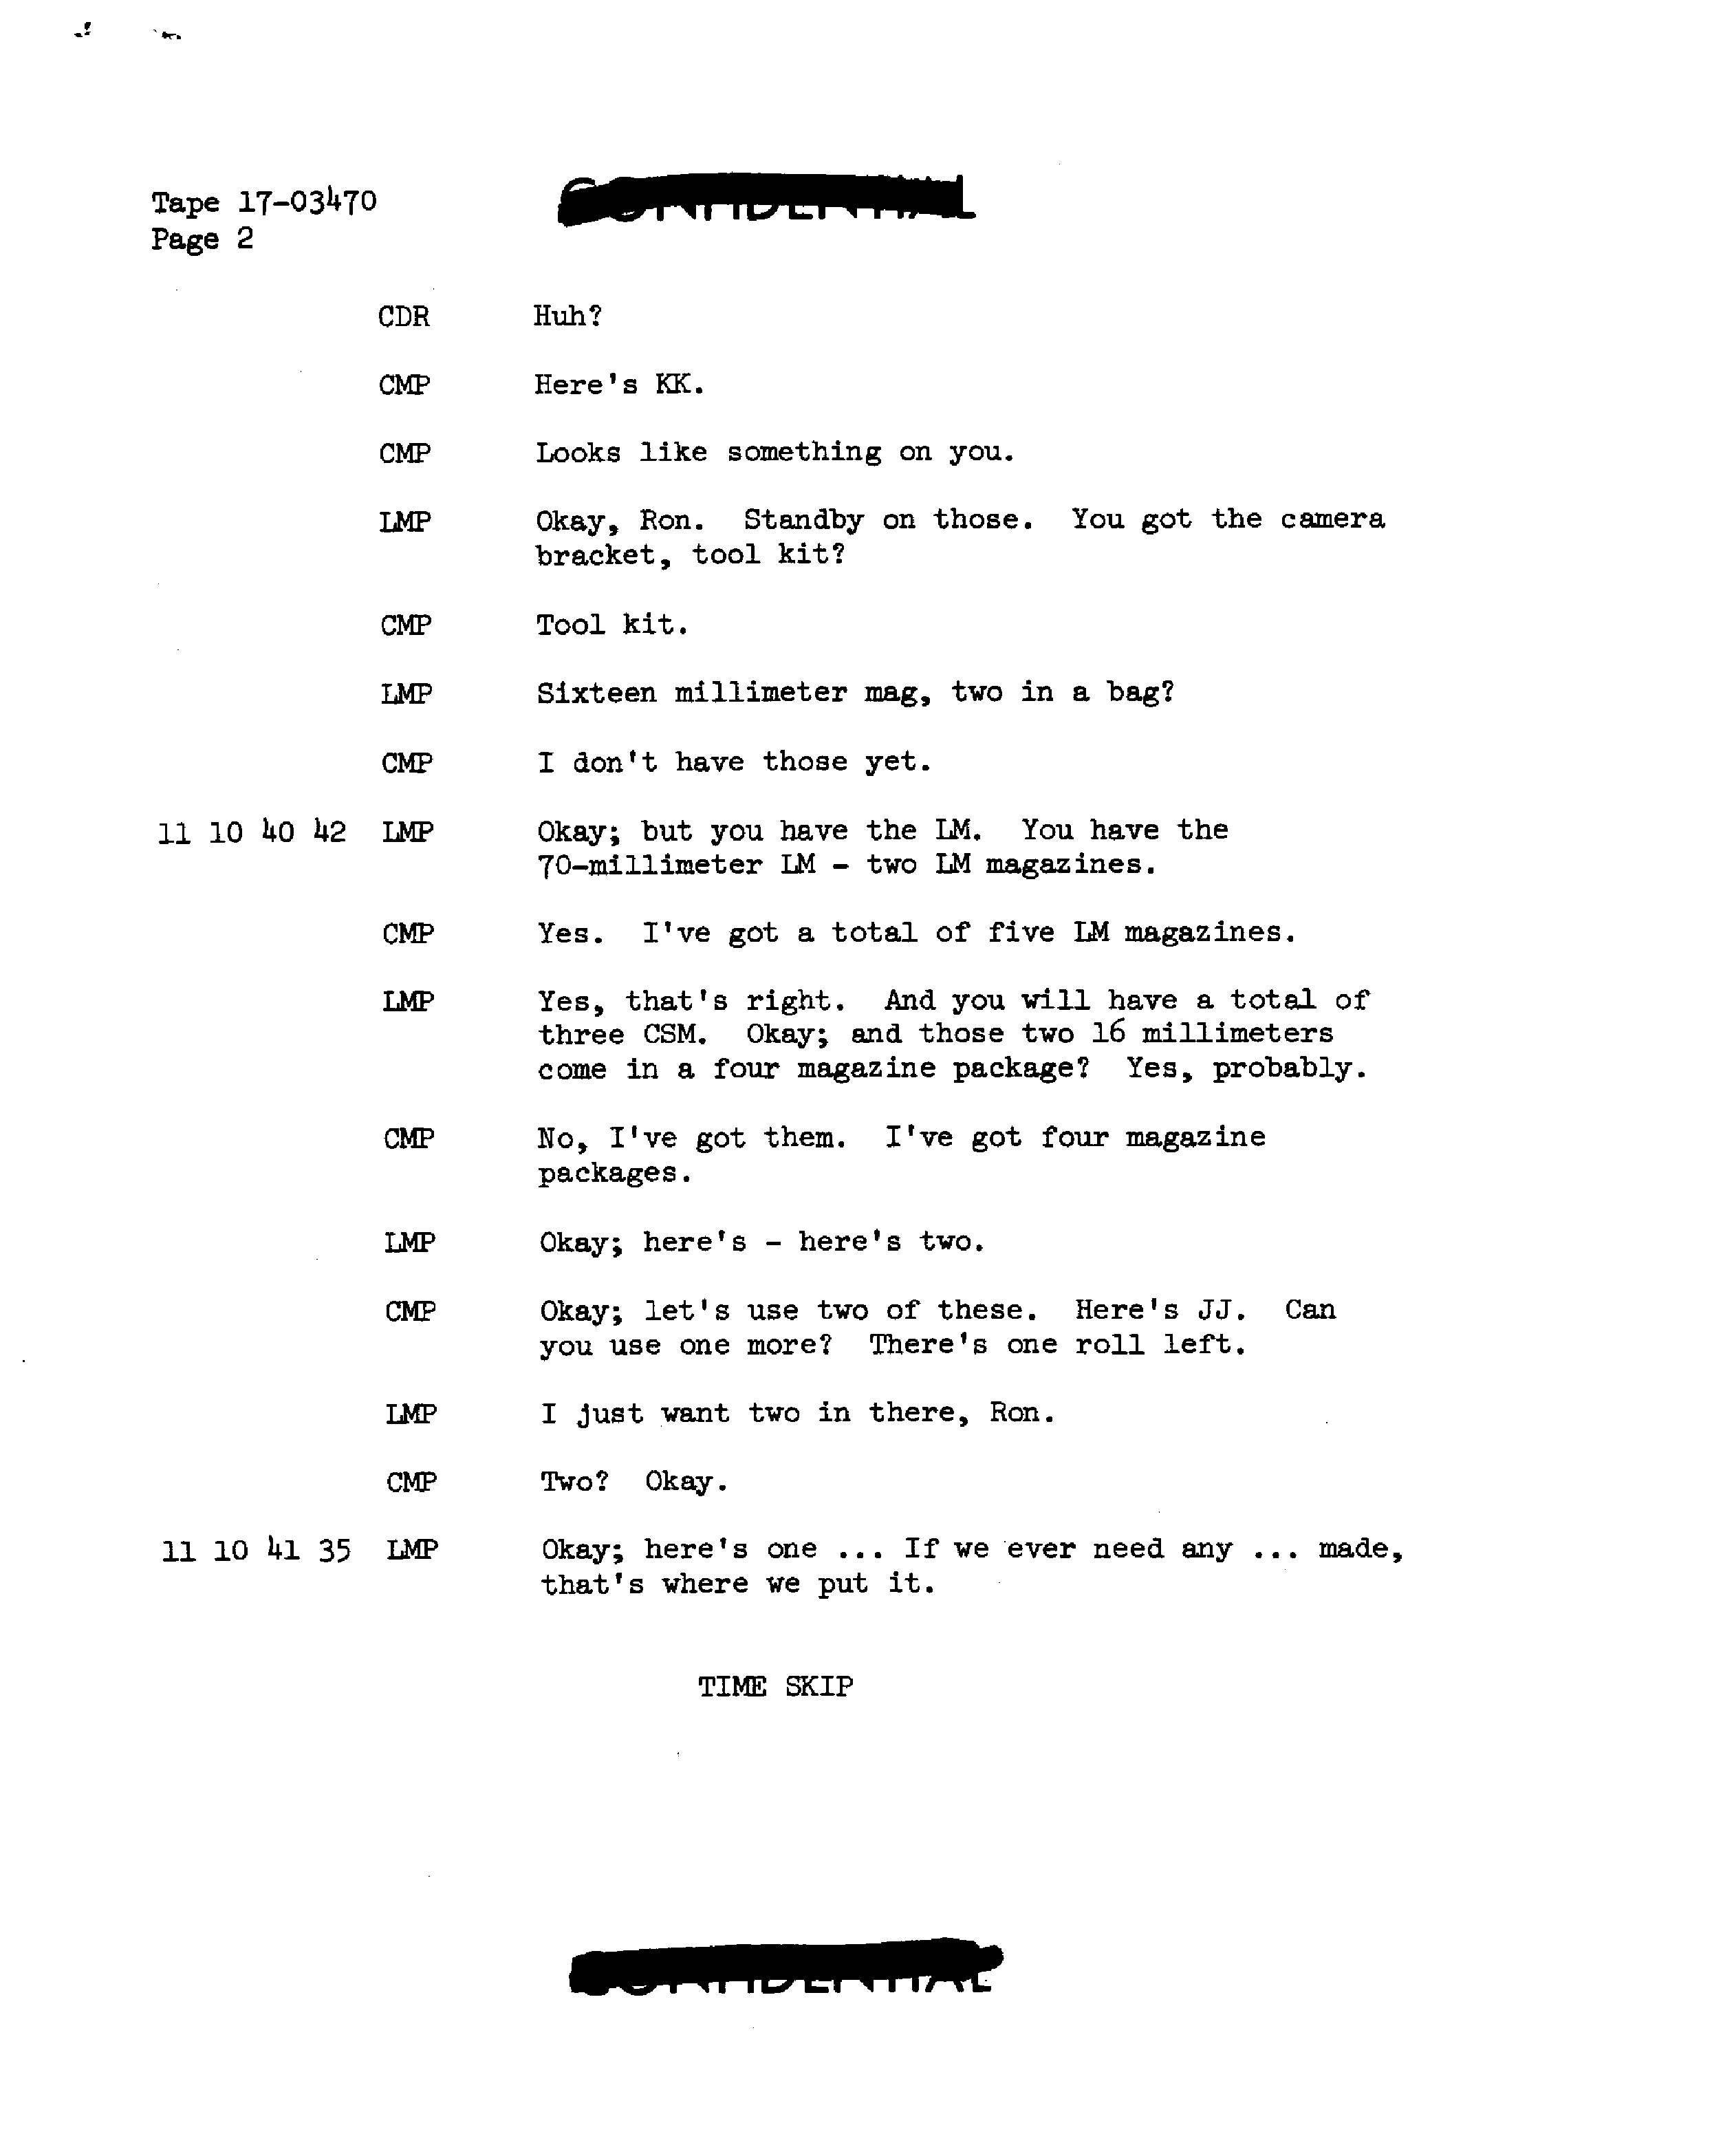 Tape 17-03470
Page 2
CONFIDENTIAL
CDR Huh?
CMP Here's KK.
CMP Looks like something on you.
LMP Okay, Ron. Standby on those. You got the camera
bracket, tool kit?
CMP Tool kit.
LMP Sixteen millimeter mag, two in a bag?
CMP I don't have those yet.
11 10 40 42 LMP Okay; but you have the LM. You have the
70-millimeter LM - two LM magazines.
CMP Yes. I've got a total of five LM magazines.
LMP Yes, that's right. And you will have a total of
three CSM. Okay; and those two 16 millimeters
come in a four magazine package? Yes, probably.
CMP No, I've got them. I've got four magazine
packages.
LMP Okay; here's - here's two.
CMP Okay; let's use two of these. Here's JJ. Can
you use one more? There's one roll left.
LMP I just want two in there, Ron.
CMP Two? Okay.
11 10 41 35 LMP Okay; here's one ... If we ever need any ... made,
that's where we put it.
TIME SKIP
CONFIDENTIAL